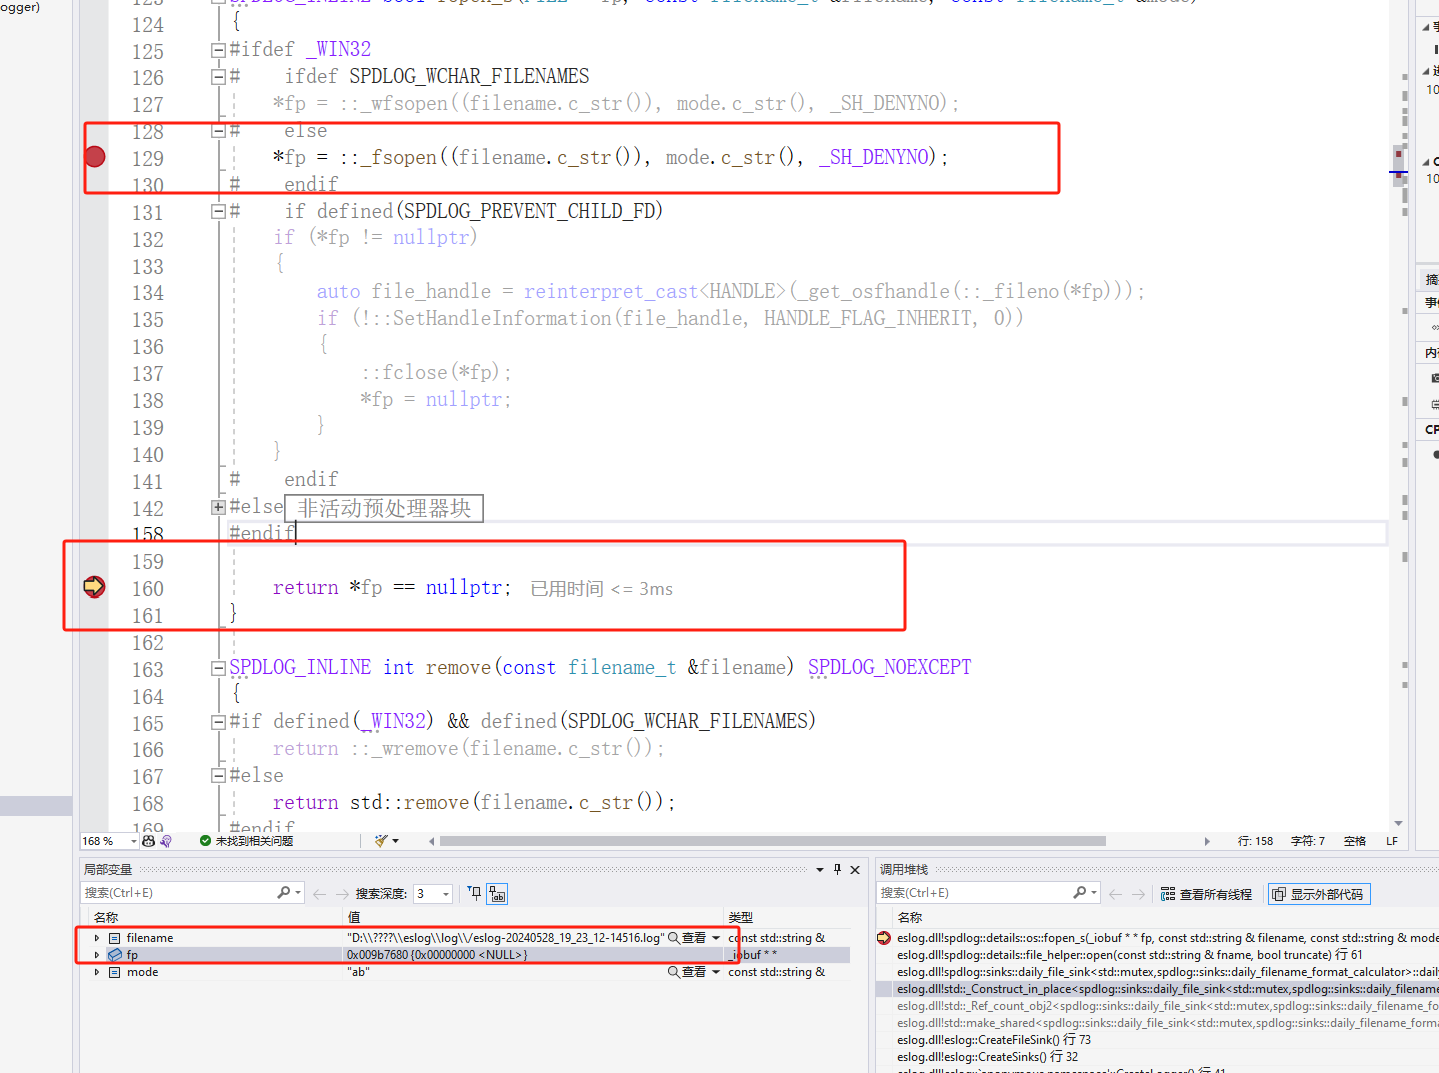 ogger)
124 {
125 #ifdef _WIN32
126 #    ifdef SPDLOG_WCHAR_FILENAMES
127     *fp = ::_wfsopen((filename.c_str()), mode.c_str(), _SH_DENYNO);
128 #    else
129     *fp = ::_fsopen((filename.c_str()), mode.c_str(), _SH_DENYNO);
130 #    endif
131 #    if defined(SPDLOG_PREVENT_CHILD_FD)
132     if (*fp != nullptr)
133     {
134         auto file_handle = reinterpret_cast<HANDLE>(_get_osfhandle(::_fileno(*fp)));
135         if (!::SetHandleInformation(file_handle, HANDLE_FLAG_INHERIT, 0))
136         {
137             ::fclose(*fp);
138             *fp = nullptr;
139         }
140     }
141 #    endif
142 #else 非活动预处理器块
158 #endif
159
160     return *fp == nullptr; 已用时间 <= 3ms
161 }
162
163 SPDLOG_INLINE int remove(const filename_t &filename) SPDLOG_NOEXCEPT
164 {
165 #if defined(_WIN32) && defined(SPDLOG_WCHAR_FILENAMES)
166     return ::_wremove(filename.c_str());
167 #else
168     return std::remove(filename.c_str());
169 #endif
168 % 未找到相关问题 行: 158 字符: 7 空格 LF
局部变量
搜索(Ctrl+E) 搜索深度: 3
名称 值 类型
filename "D:\\????\\eslog\\log\\/eslog-20240528_19_23_12-14516.log" 查看 const std::string &
fp 0x009b7680 {0x00000000 <NULL>} _iobuf * *
mode "ab" 查看 const std::string &
调用堆栈
搜索(Ctrl+E) 查看所有线程 显示外部代码
名称
eslog.dll!spdlog::details::os::fopen_s(_iobuf * * fp, const std::string & filename, const std::string & mode
eslog.dll!spdlog::details::file_helper::open(const std::string & fname, bool truncate) 行 61
eslog.dll!spdlog::sinks::daily_file_sink<std::mutex,spdlog::sinks::daily_filename_format_calculator>::dail
eslog.dll!std::_Construct_in_place<spdlog::sinks::daily_file_sink<std::mutex,spdlog::sinks::daily_filename
eslog.dll!std::_Ref_count_obj2<spdlog::sinks::daily_file_sink<std::mutex,spdlog::sinks::daily_filename_fo
eslog.dll!std::make_shared<spdlog::sinks::daily_file_sink<std::mutex,spdlog::sinks::daily_filename_forma
eslog.dll!eslog::CreateFileSink() 行 73
eslog.dll!eslog::CreateSinks() 行 32
10
10
摘
事件
内存
CP